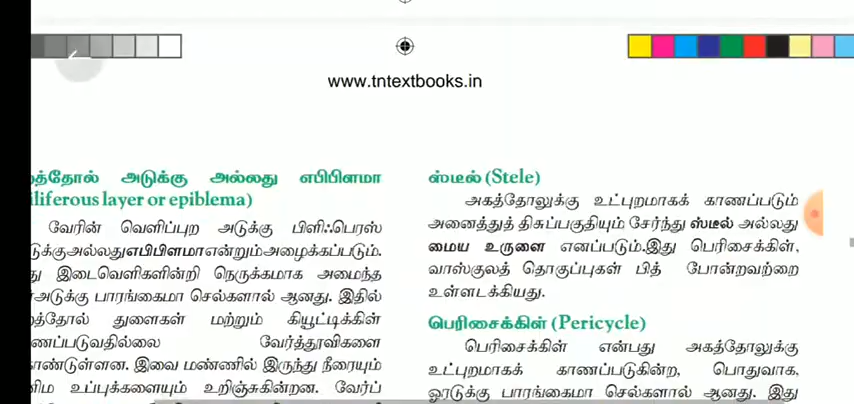 www.tntextbooks.in
அடுக்கு அல்லது எபிபிளமா
layer or epiblema)
வேரின் வெளிப்புற அடுக்கு பிளிஃபெரஸ்
அல்லது எபிபிளமா என்றும் அழைக்கப்படும்.
இடைவெளிகளின்றி நெருக்கமாக அமைந்த
பாரங்கைமா செல்களால் ஆனது. இதில்
துளைகள் மற்றும் கியூட்டிக்கிள்
வேர்த்தூவிகளை
இவை மண்ணில் இருந்து நீரையும்
உப்புக்களையும் உறிஞ்சுகின்றன. வேர்ப்
ஸ்டீல் (Stele)
அகத்தோலுக்கு உட்புறமாகக் காணப்படும்
அனைத்துத் திசுப்பகுதியும் சேர்ந்து ஸ்டீல் அல்லது
மைய உருளை எனப்படும்.இது பெரிசைக்கிள்,
வாஸ்குலத் தொகுப்புகள் பித் போன்றவற்றை
உள்ளடக்கியது.
பெரிசைக்கிள் (Pericycle)
பெரிசைக்கிள் என்பது அகத்தோலுக்கு
உட்புறமாகக் காணப்படுகின்ற, பொதுவாக,
ஓரடுக்கு பாரங்கைமா செல்களால் ஆனது. இது